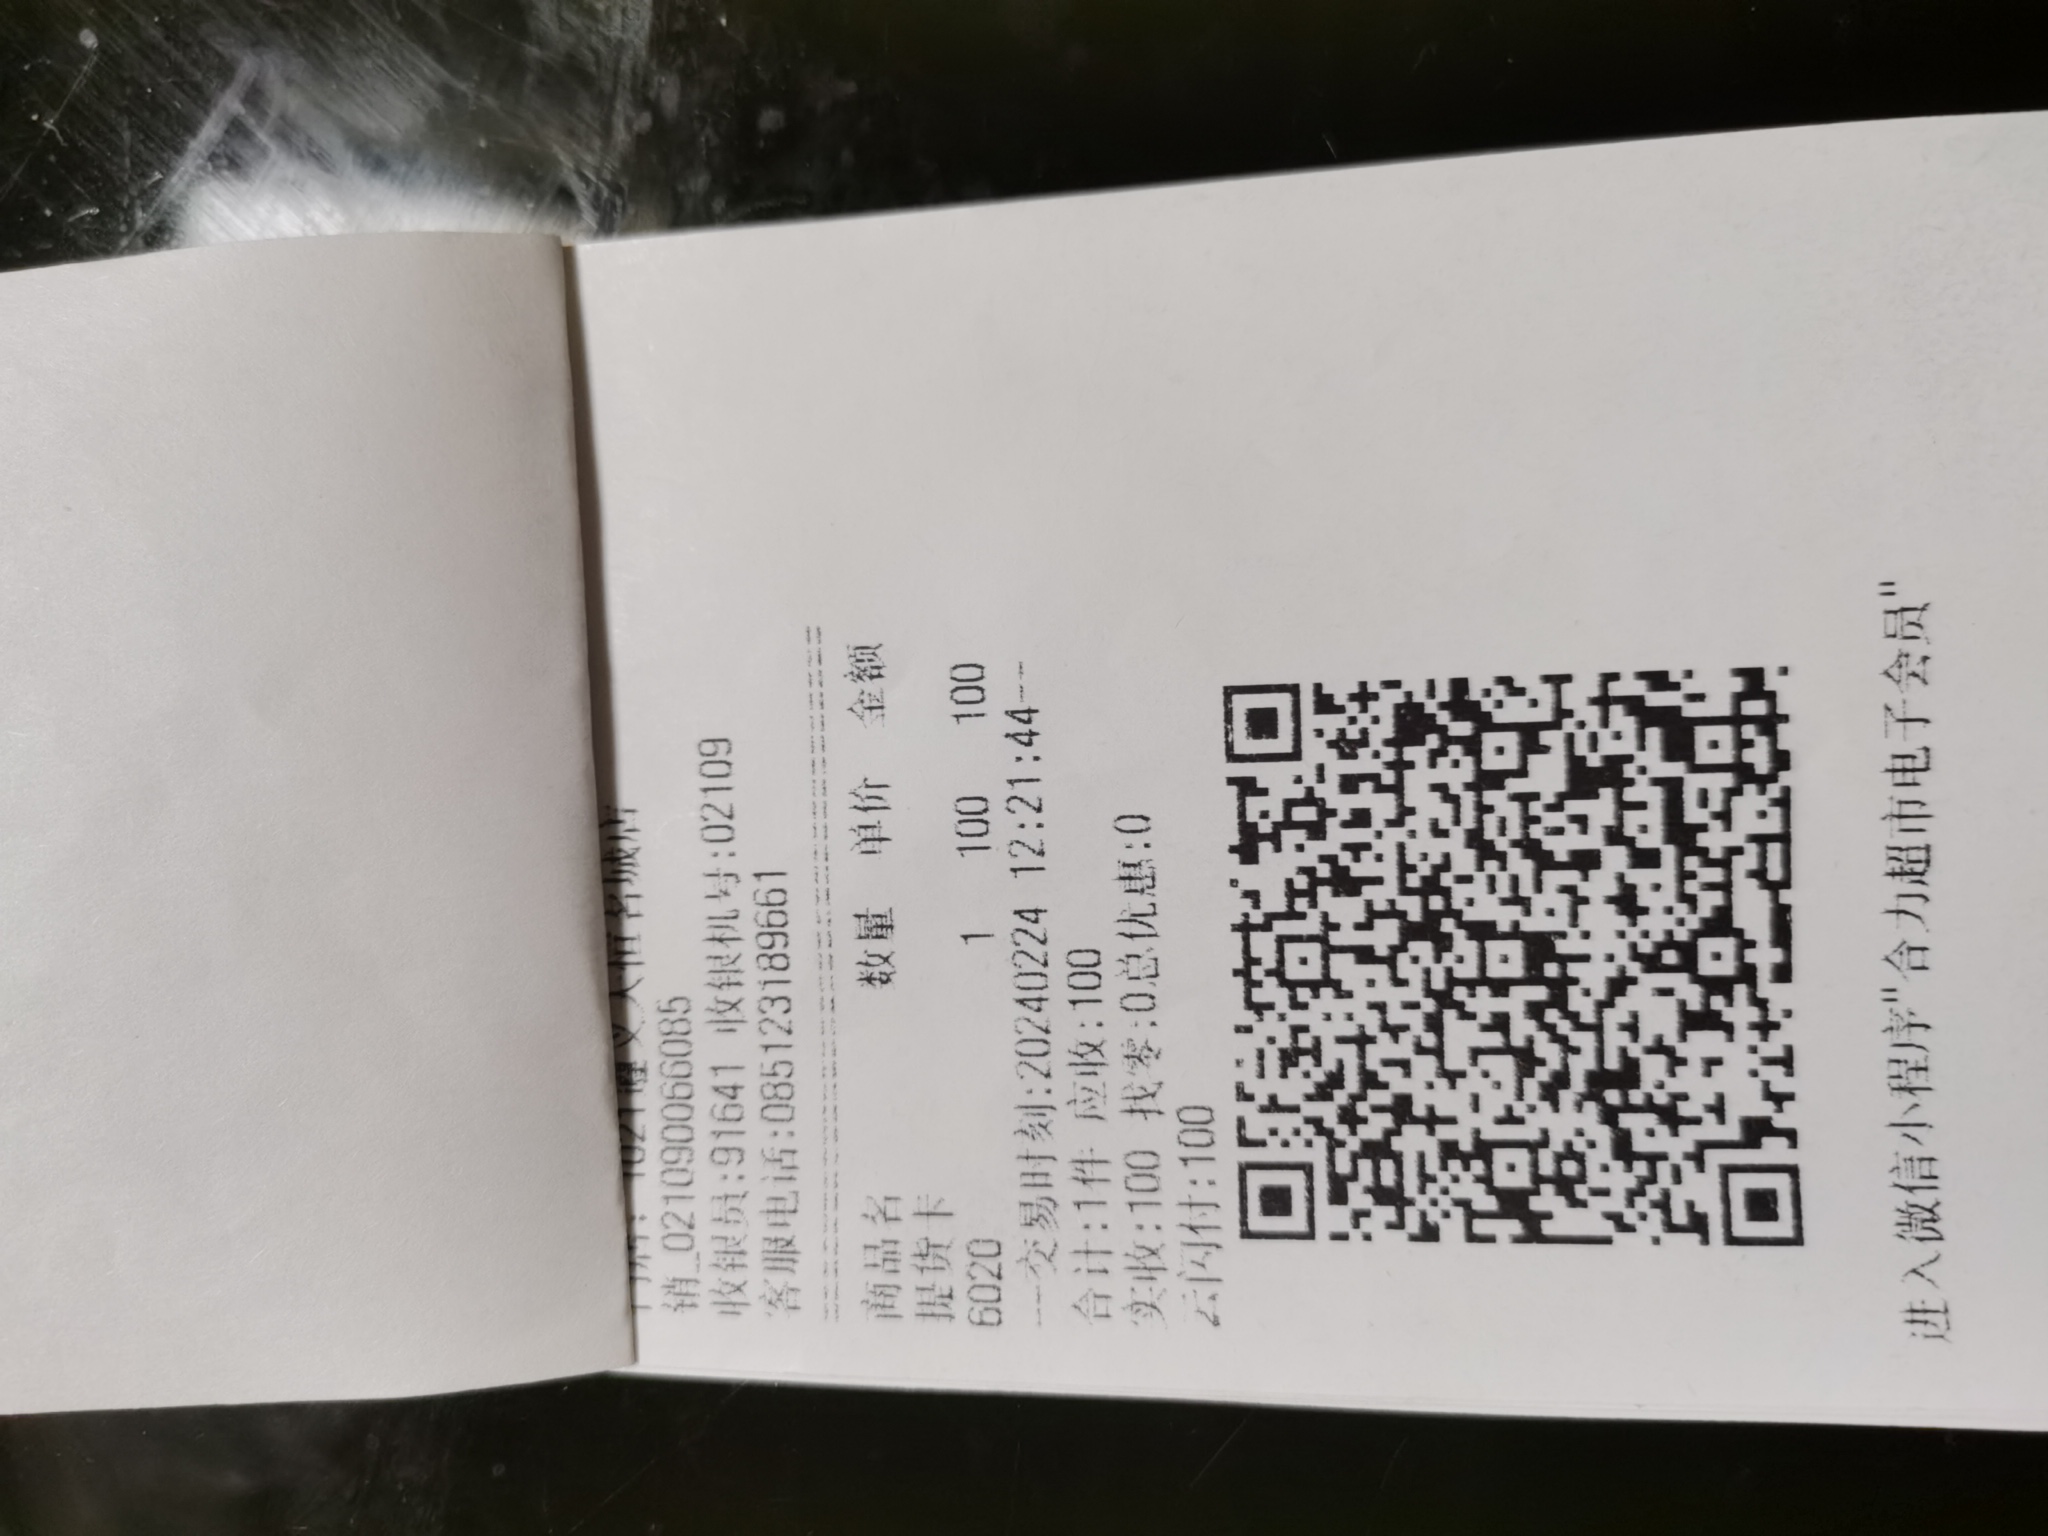 销_021090066085
收银员:91641 收银机号:02109
客服电话:085123189661
商品名 数量 单价 金额
提货卡
6020 1 100 100
---交易时刻:20240224 12:21:44---
合计:1件 应收:100
实收:100 找零:0总优惠:0
云闪付:100
进入微信小程序"合力超市电子会员"